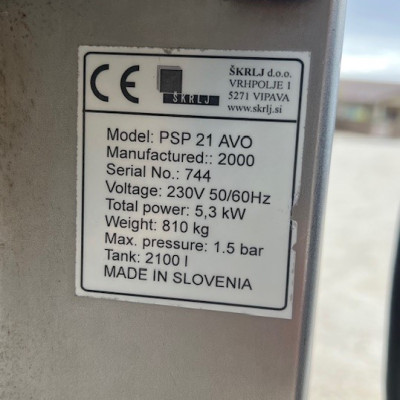 CE
ŠKRLJ
ŠKRLJ d.o.o.
VRHPOLJE 1
5271 VIPAVA
www.skrlj.si
Model: PSP 21 AVO
Manufactured:: 2000
Serial No.: 744
Voltage: 230V 50/60Hz
Total power: 5,3 kW
Weight: 810 kg
Max. pressure: 1.5 bar
Tank: 2100 l
MADE IN SLOVENIA